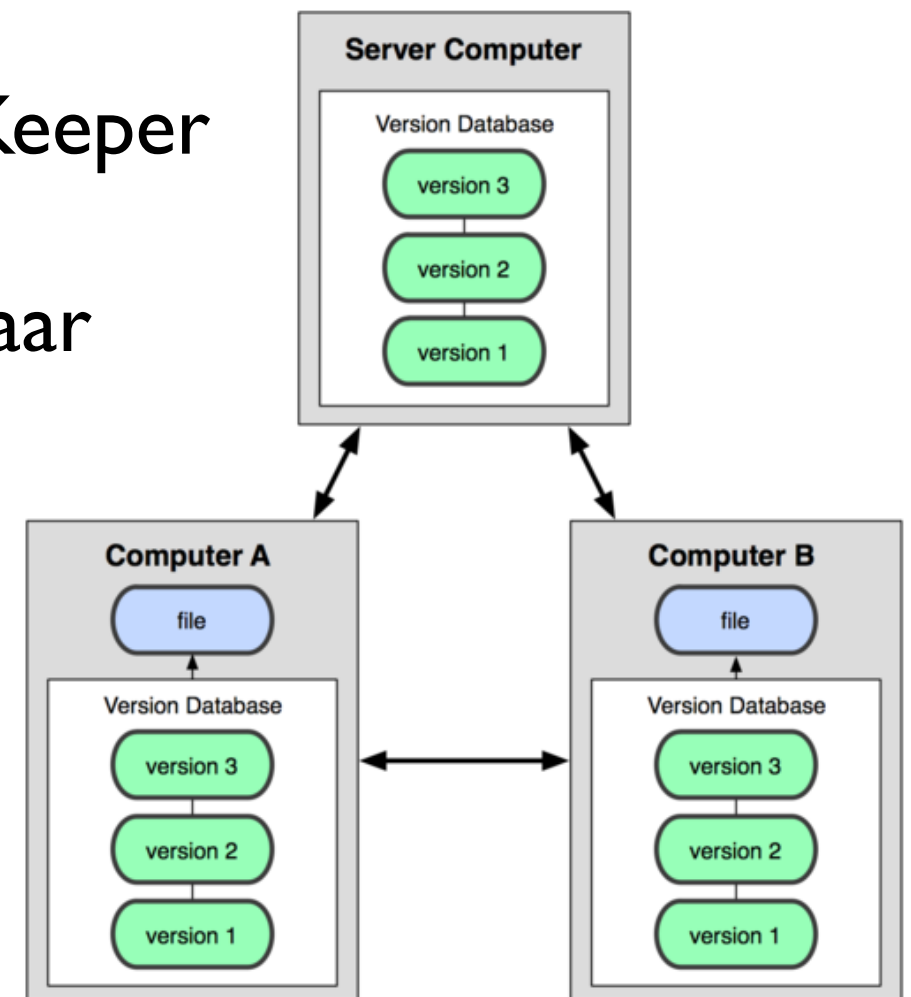 Keeper
aar
Server Computer
Version Database
version 3
version 2
version 1
Computer A
file
Version Database
version 3
version 2
version 1
Computer B
file
Version Database
version 3
version 2
version 1